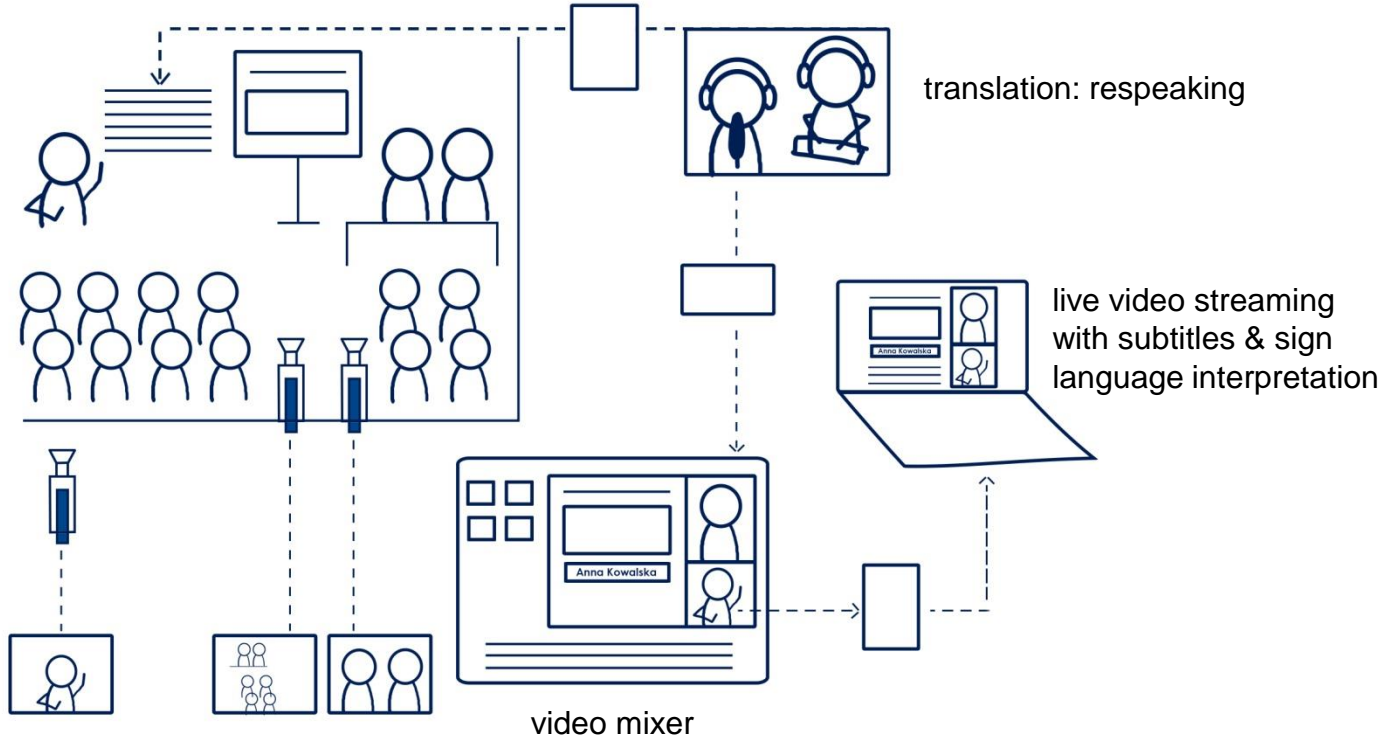 translation: respeaking
live video streaming
with subtitles & sign
language interpretation
Anna Kowalska
Anna Kowalska
video mixer